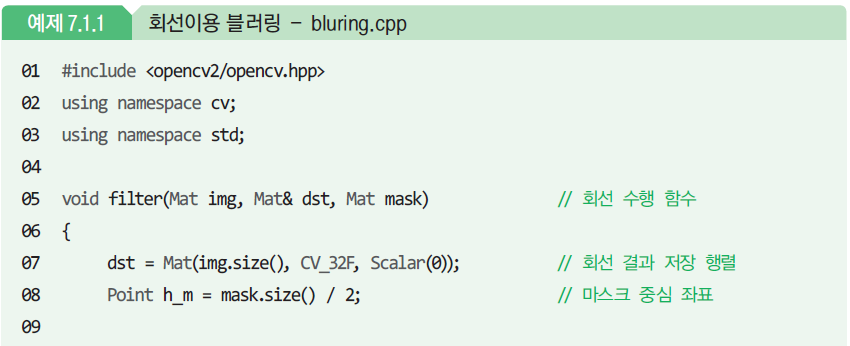 예제 7.1.1 회선이용 블러링 - bluring.cpp
01 #include <opencv2/opencv.hpp>
02 using namespace cv;
03 using namespace std;
04
05 void filter(Mat img, Mat& dst, Mat mask) // 회선 수행 함수
06 {
07 dst = Mat(img.size(), CV_32F, Scalar(0)); // 회선 결과 저장 행렬
08 Point h_m = mask.size() / 2; // 마스크 중심 좌표
09